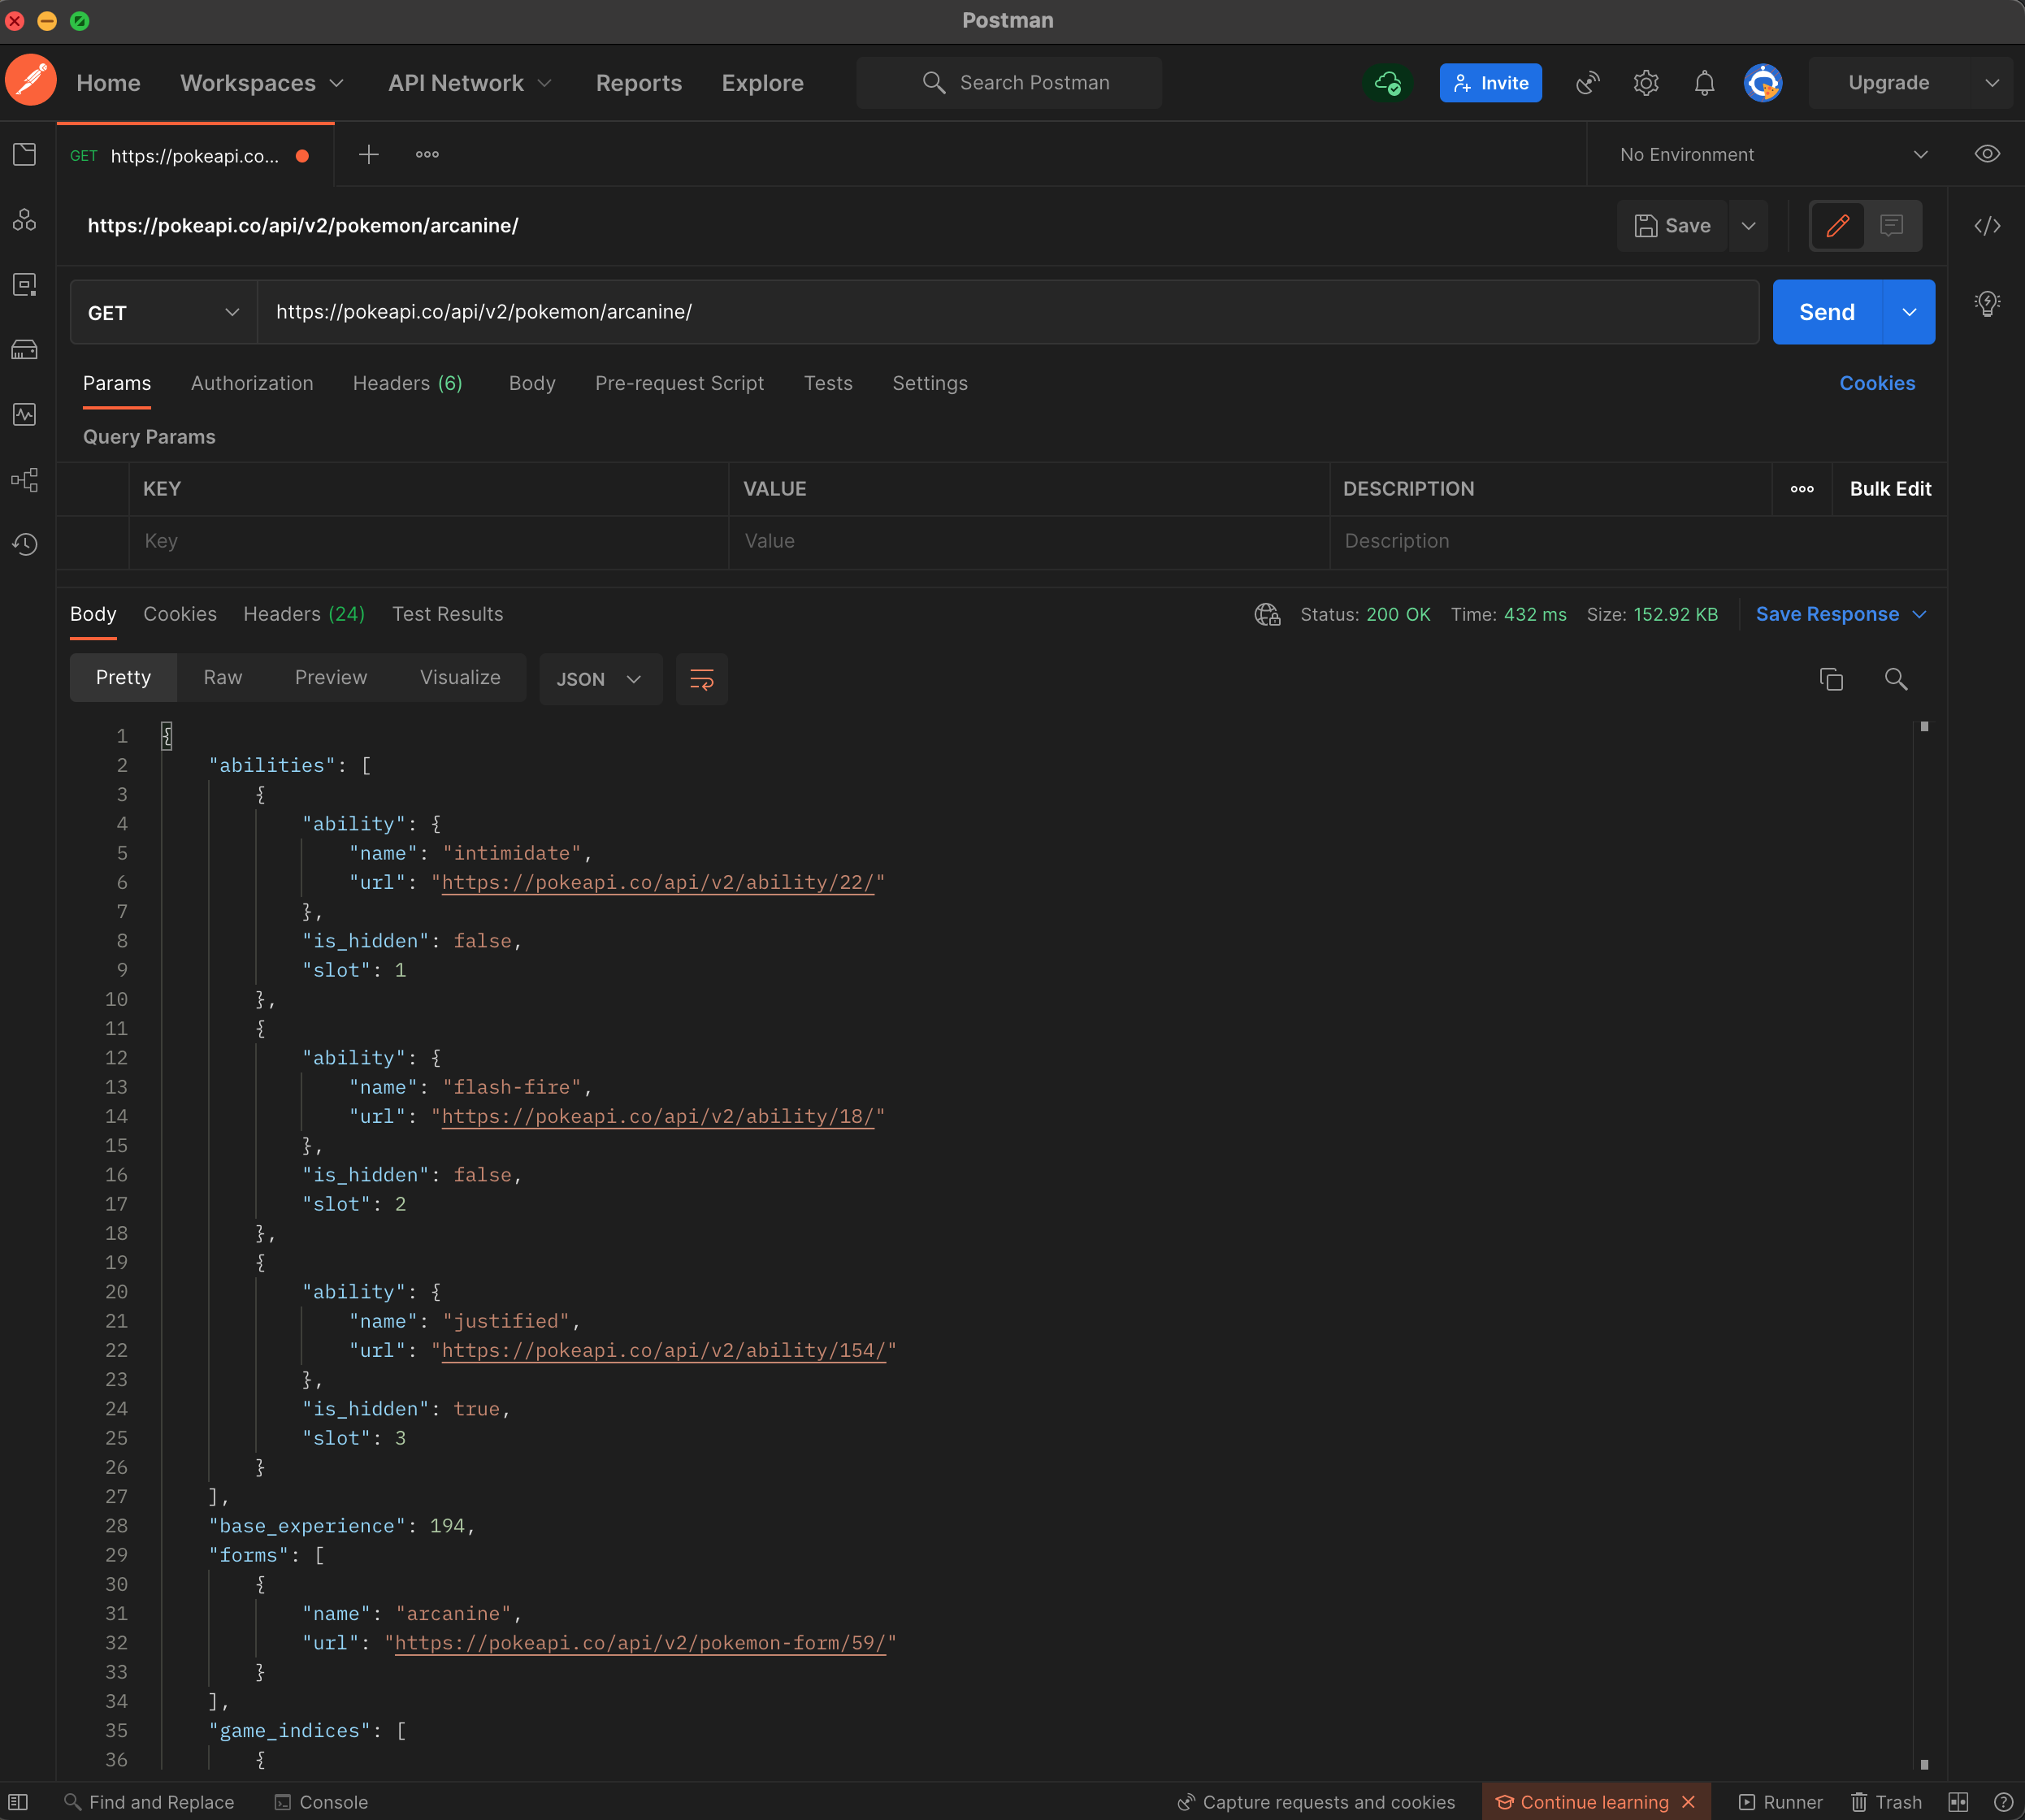 Postman
Home Workspaces API Network Reports Explore Search Postman Invite Upgrade
GET https://pokeapi.co... No Environment
https://pokeapi.co/api/v2/pokemon/arcanine/ Save
GET https://pokeapi.co/api/v2/pokemon/arcanine/ Send
Params Authorization Headers (6) Body Pre-request Script Tests Settings Cookies
Query Params
KEY VALUE DESCRIPTION Bulk Edit
Key Value Description
Body Cookies Headers (24) Test Results Status: 200 OK Time: 432 ms Size: 152.92 KB Save Response
Pretty Raw Preview Visualize JSON
1 {
2 "abilities": [
3 {
4 "ability": {
5 "name": "intimidate",
6 "url": "https://pokeapi.co/api/v2/ability/22/"
7 },
8 "is_hidden": false,
9 "slot": 1
10 },
11 {
12 "ability": {
13 "name": "flash-fire",
14 "url": "https://pokeapi.co/api/v2/ability/18/"
15 },
16 "is_hidden": false,
17 "slot": 2
18 },
19 {
20 "ability": {
21 "name": "justified",
22 "url": "https://pokeapi.co/api/v2/ability/154/"
23 },
24 "is_hidden": true,
25 "slot": 3
26 }
27 ],
28 "base_experience": 194,
29 "forms": [
30 {
31 "name": "arcanine",
32 "url": "https://pokeapi.co/api/v2/pokemon-form/59/"
33 }
34 ],
35 "game_indices": [
36 {
Find and Replace Console Capture requests and cookies Continue learning Runner Trash